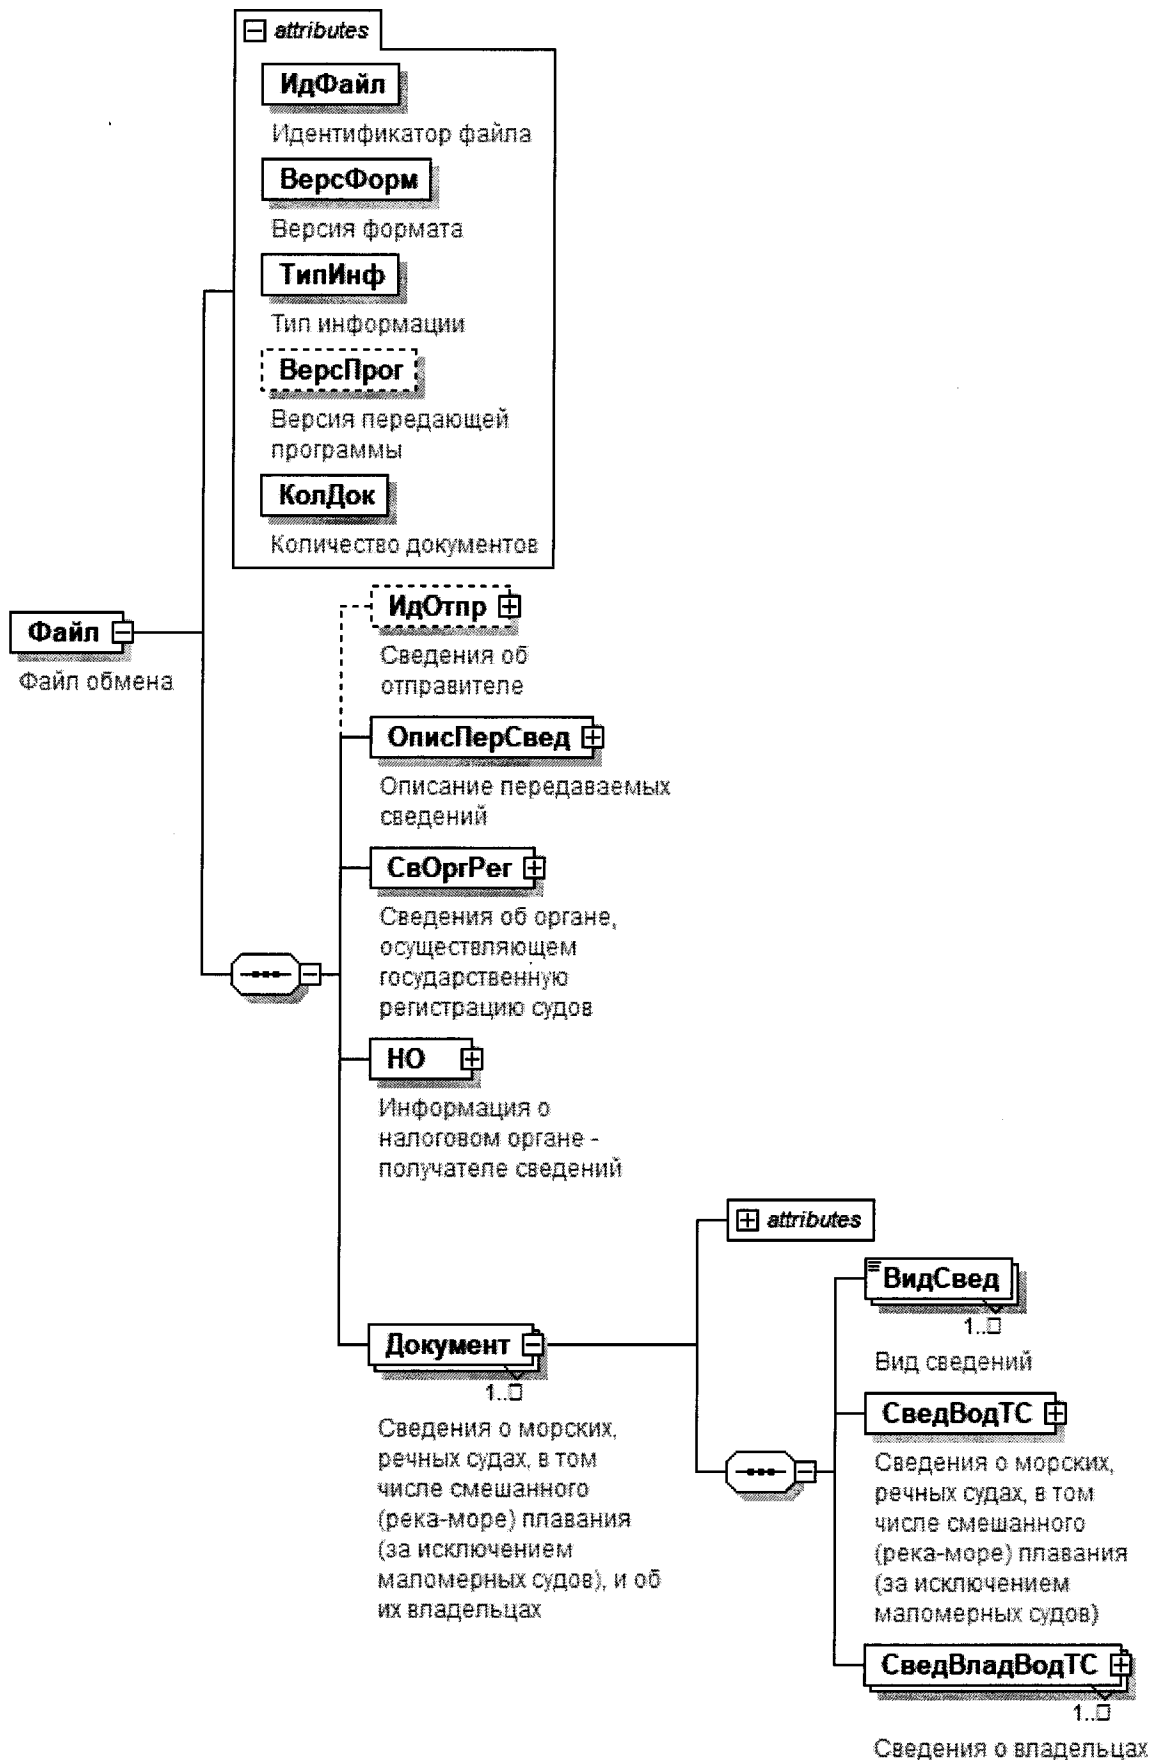 attributes
ИдФайл
Идентификатор файла
ВерсФорм
Версия формата
ТипИнф
Тип информации
ВерсПрог
Версия передающей
программы
КолДок
Количество документов
Файл
Файл обмена
ИдОтпр
Сведения об
отправителе
ОписПерСвед
Описание передаваемых
сведений
СвОргРег
Сведения об органе,
осуществляющем
государственную
регистрацию судов
НО
Информация о
налоговом органе -
получателе сведений
Документ
1..□
Сведения о морских,
речных судах, в том
числе смешанного
(река-море) плавания
(за исключением
маломерных судов), и об
их владельцах
attributes
ВидСвед
1..□
Вид сведений
СведВодТС
Сведения о морских,
речных судах, в том
числе смешанного
(река-море) плавания
(за исключением
маломерных судов)
СведВладВодТС
1..□
Сведения о владельцах